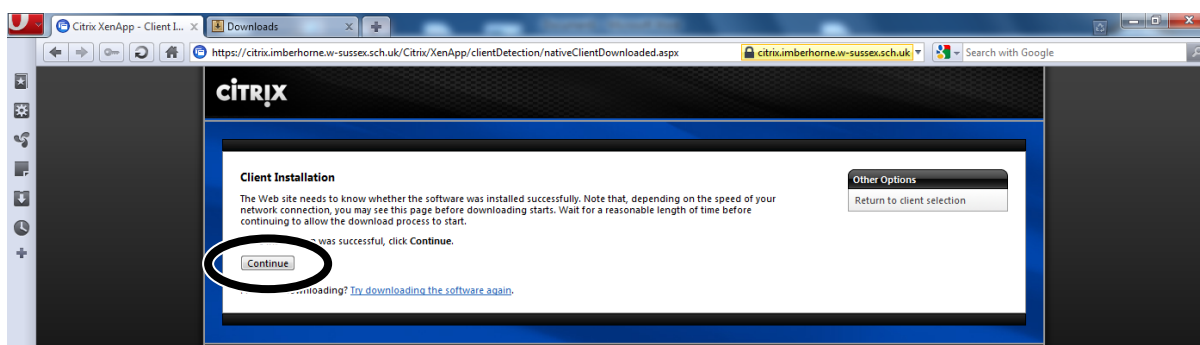 Citrix XenApp - Client I... Downloads
https://citrix.imberhorne.w-sussex.sch.uk/Citrix/XenApp/clientDetection/nativeClientDownloaded.aspx citrix.imberhorne.w-sussex.sch.uk Search with Google
CİTRIX
Client Installation
The Web site needs to know whether the software was installed successfully. Note that, depending on the speed of your
network connection, you may see this page before downloading starts. Wait for a reasonable length of time before
continuing to allow the download process to start.
was successful, click Continue.
Continue
downloading? Try downloading the software again.
Other Options
Return to client selection